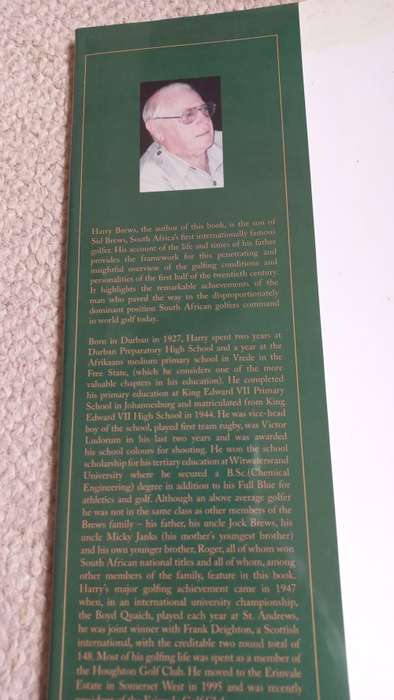 Harry Brews, the author of this book, is the son of
Sid Brews, South Africa's first internationally famous
golfer. His account of the life and times of his father
provides the framework for this penetrating and
insightful overview of the golfing conditions and
personalities of the first half of the twentieth century.
It highlights the remarkable achievements of the
man who paved the way to the disproportionately
dominant position South African golfers command
in world golf today.
Born in Durban in 1927, Harry spent two years at
Durban Preparatory High School and a year at the
Afrikaans medium primary school in Vrede in the
Free State, (which he considers one of the more
valuable chapters in his education). He completed
his primary education at King Edward VII Primary
School in Johannesburg and matriculated from King
Edward VII High School in 1944. He was vice-head
boy of the school, played first team rugby, was Victor
Ludorum in his last two years and was awarded
his school colours for shooting. He won the school
scholarship for his tertiary education at Witwatersrand
University where he secured a B.Sc.(Chemical
Engineering) degree in addition to his Full Blue for
athletics and golf. Although an above average golfer
he was not in the same class as other members of the
Brews family – his father, his uncle Jock Brews, his
uncle Micky Janks (his mother's youngest brother)
and his own younger brother, Roger, all of whom won
South African national titles and all of whom, among
other members of the family, feature in this book.
Harry's major golfing achievement came in 1947
when, in an international university championship,
the Boyd Quaich, played each year at St. Andrews,
he was joint winner with Frank Deighton, a Scottish
international, with the creditable two round total of
148. Most of his golfing life was spent as a member of
the Houghton Golf Club. He moved to the Erinvale
Estate in Somerset West in 1995 and was recently